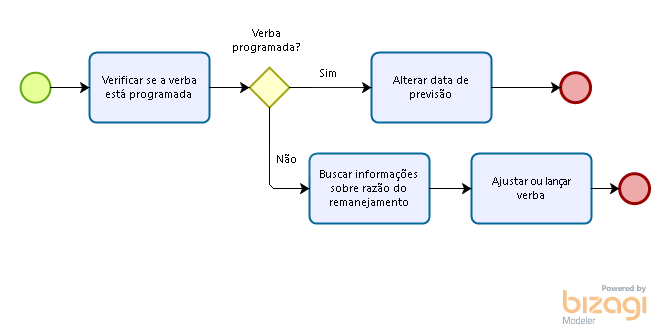 Verba
programada?
Verificar se a verba
está programada
Sim
Alterar data de
previsão
Não
Buscar informações
sobre razão do
remanejamento
Ajustar ou lançar
verba
Powered by
bizagi
Modeler